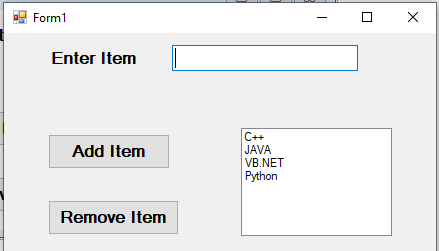 Form1
Enter Item
Add Item
C++
JAVA
VB.NET
Python
Remove Item